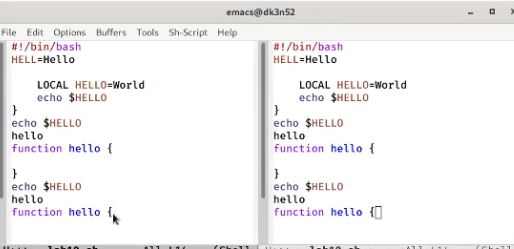 emacs@dk3n52
File Edit Options Buffers Tools Sh-Script Help
#!/bin/bash
HELL=Hello
LOCAL HELLO=World
echo $HELLO
}
echo $HELLO
hello
function hello {
}
echo $HELLO
hello
function hello {
#!/bin/bash
HELL=Hello
LOCAL HELLO=World
echo $HELLO
}
echo $HELLO
hello
function hello {
}
echo $HELLO
hello
function hello {